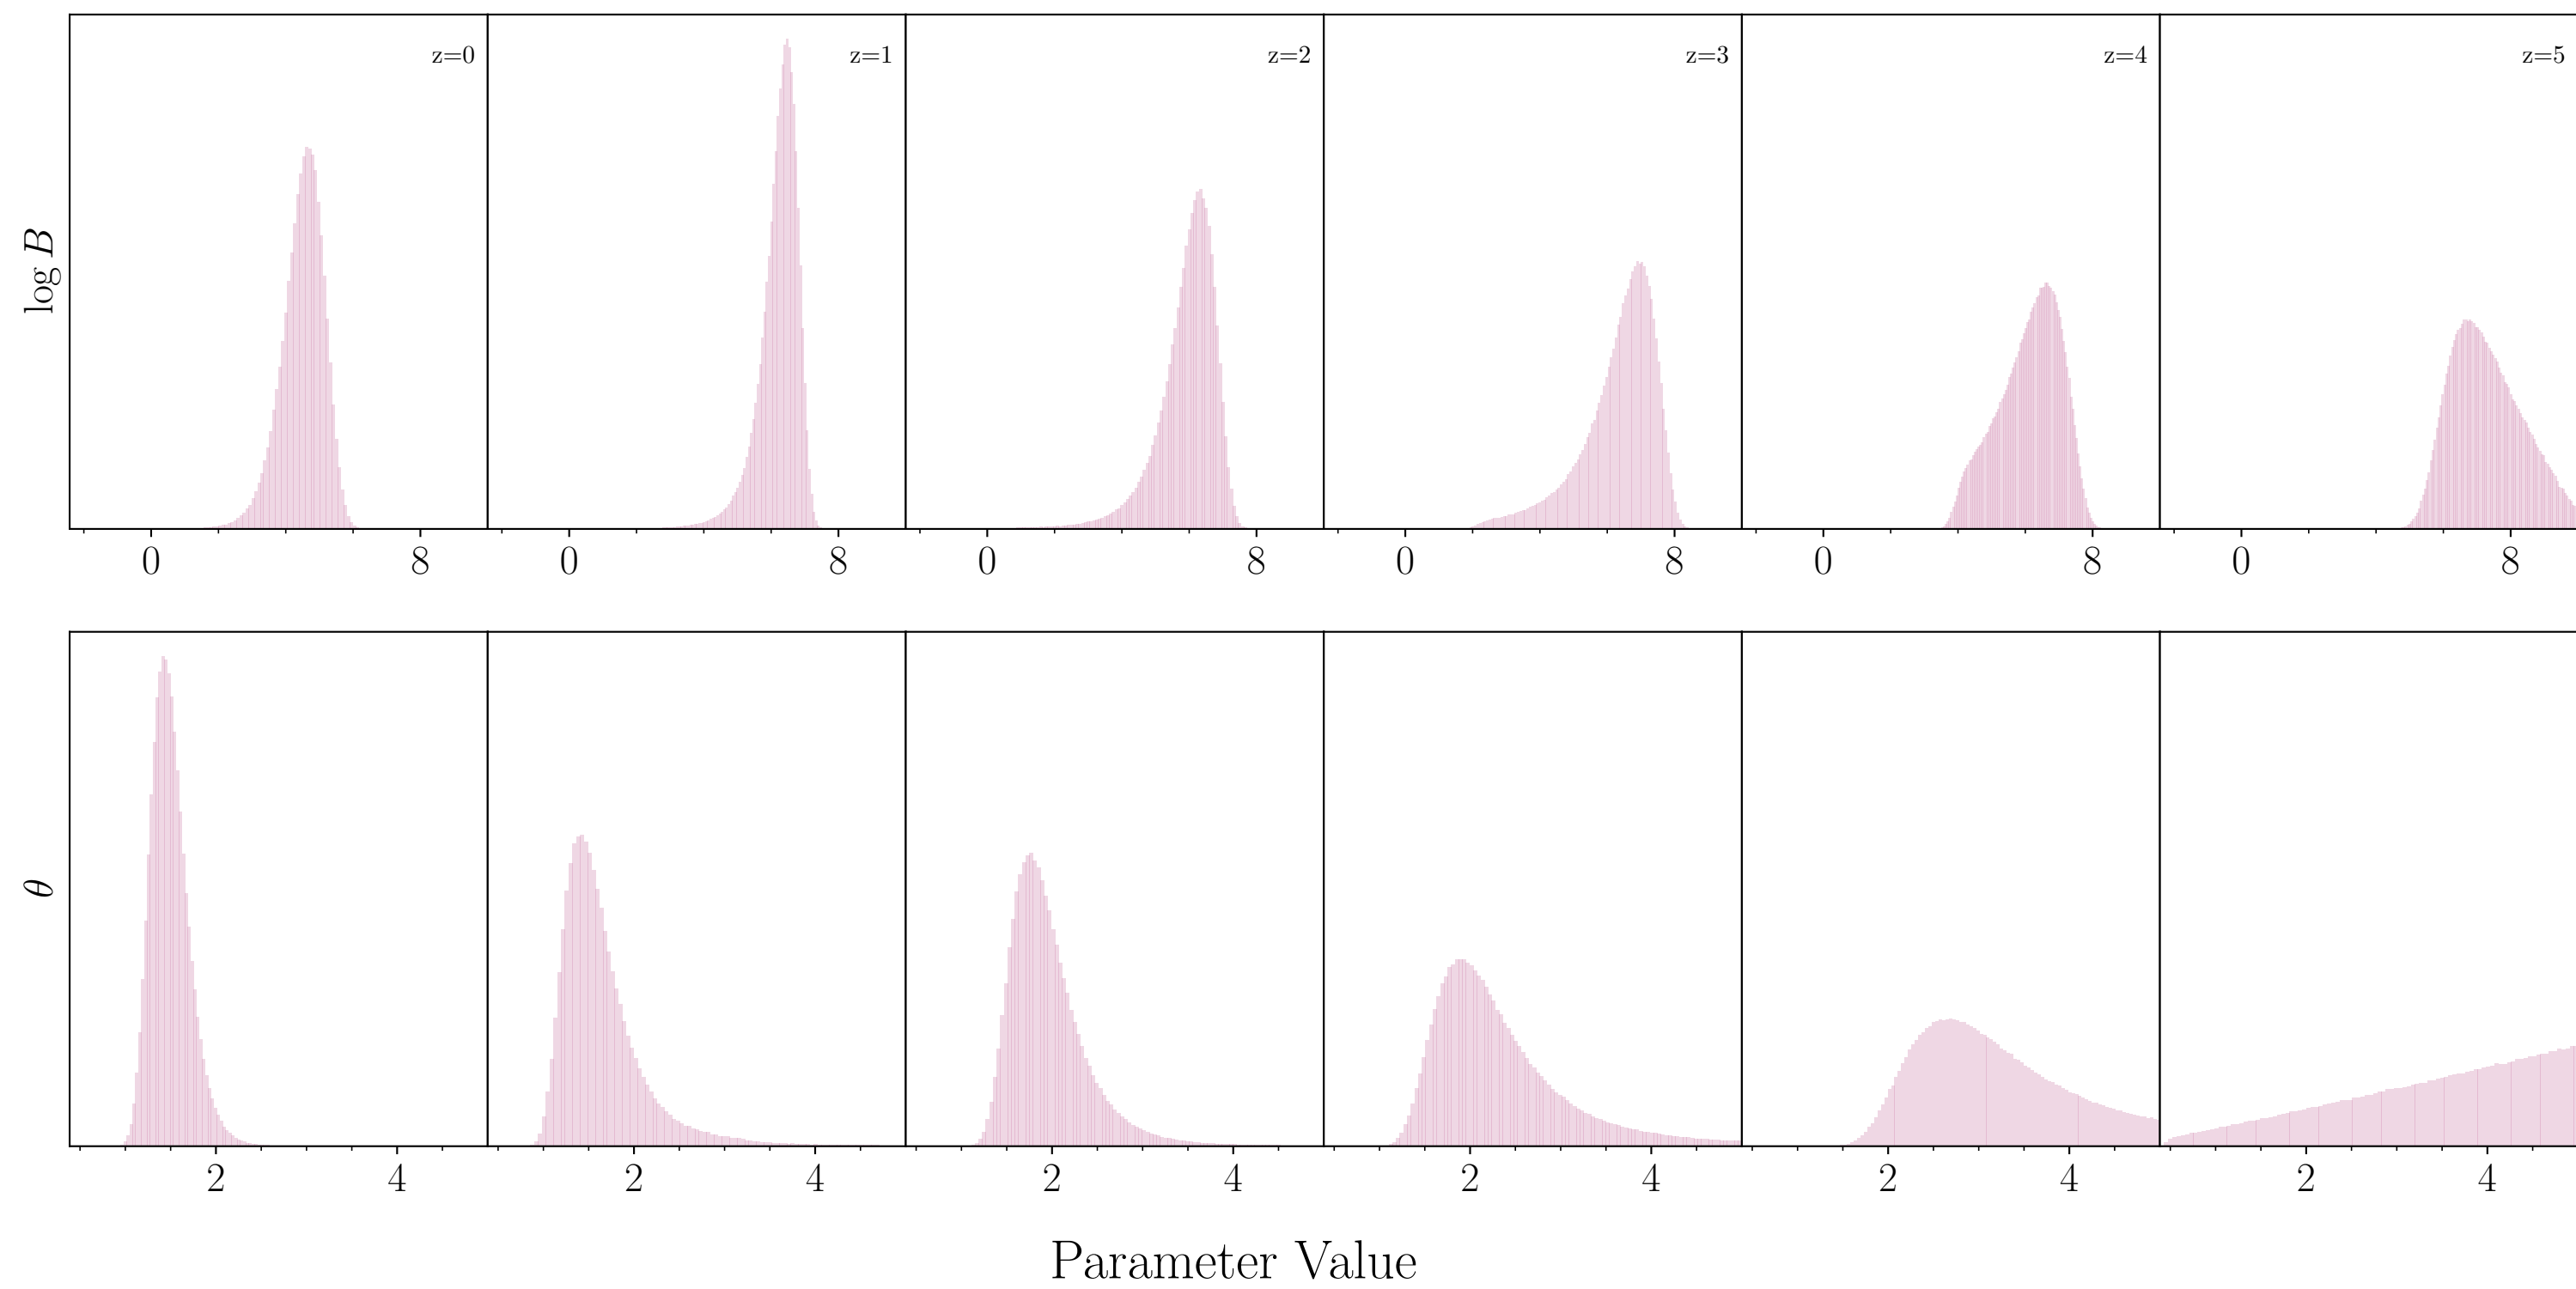 z=0 z=1 z=2 z=3 z=4 z=5
log B
0 8 0 8 0 8 0 8 0 8 0 8
θ
2 4 2 4 2 4 2 4 2 4 2 4
Parameter Value